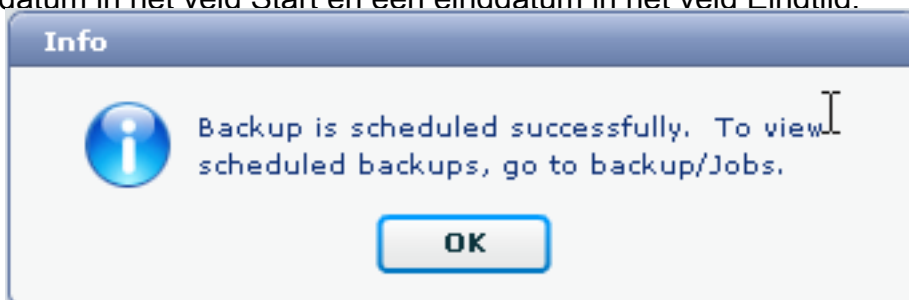 datum in het veld Start en een einddatum in het veld Eindtijd.
Info
Backup is scheduled successfully. To view
scheduled backups, go to backup/Jobs.
OK